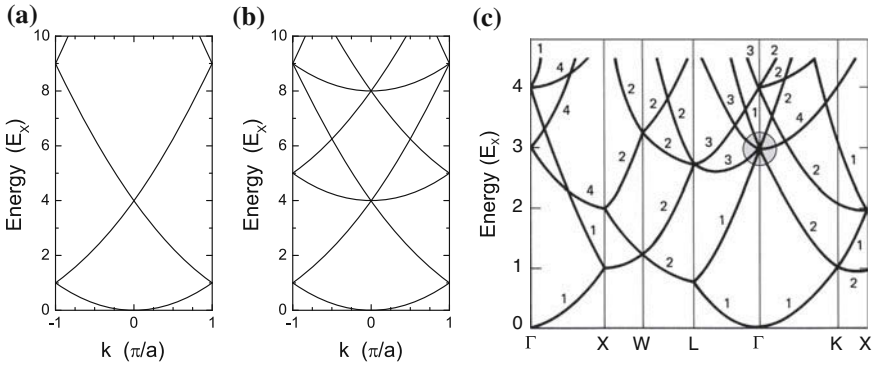 (a)
10
8
6
4
2
0
Energy (Eₓ)
-1 0 1
k (π/a)
(b)
10
8
6
4
2
0
Energy (Eₓ)
-1 0 1
k (π/a)
(c)
4
3
2
1
0
Energy (Eₓ)
1 4 4 4 1 1
2 2 2 2 2 2
3 3 3 1 1 1
3 2 2 4 2 1 1 1 2
Γ X W L Γ K X